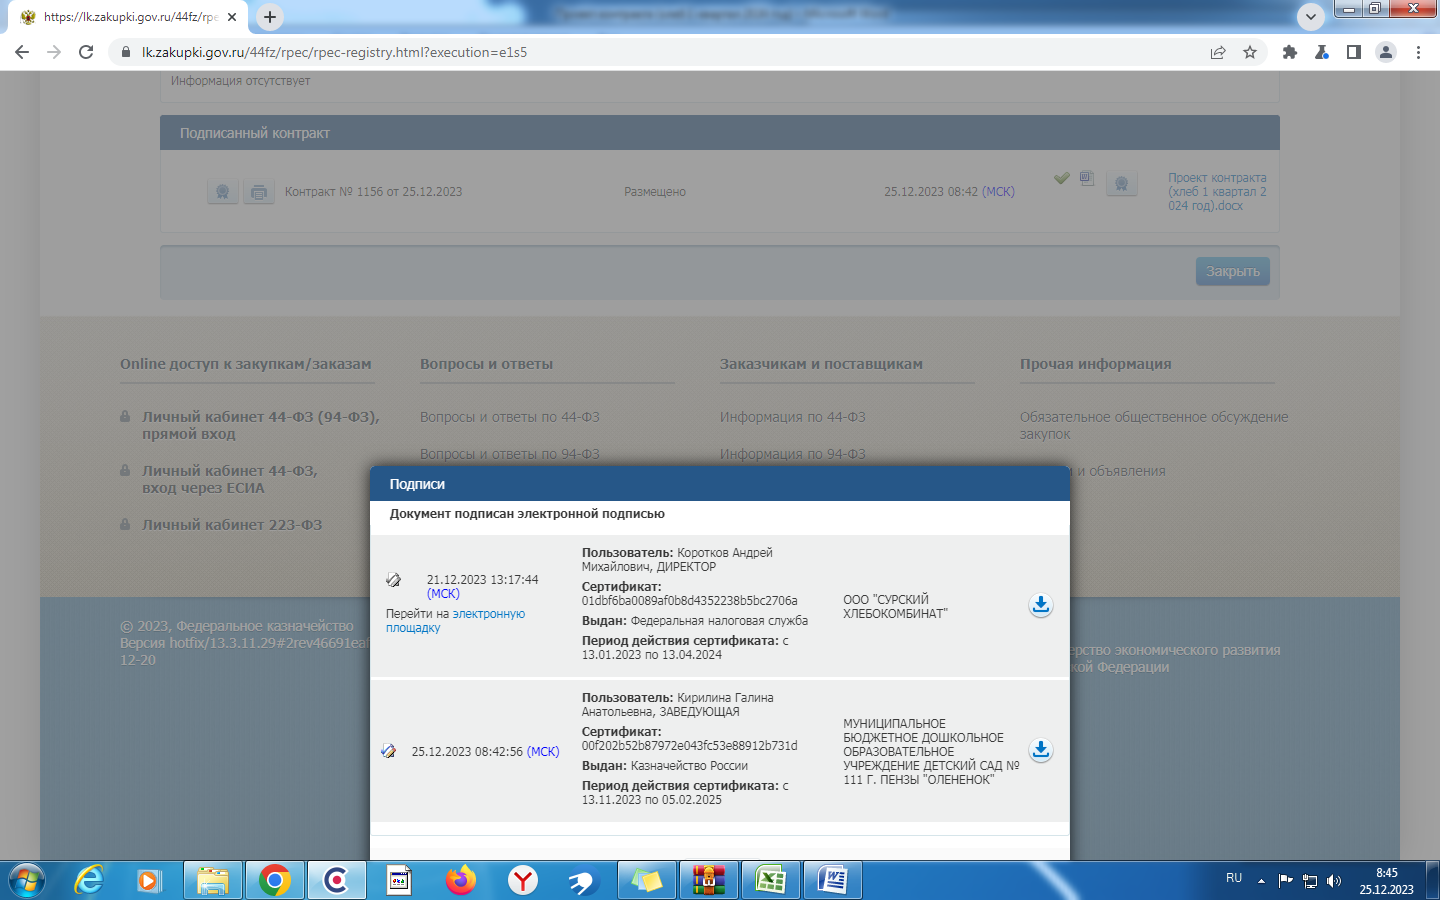 https://lk.zakupki.gov.ru/44fz/rpe
lk.zakupki.gov.ru/44fz/rpec/rpec-registry.html?execution=e1s5
Информация отсутствует
Подписанный контракт
Контракт № 1156 от 25.12.2023
Размещено
25.12.2023 08:42 (МСК)
Проект контракта
(хлеб 1 квартал 2
024 год).docx
Закрыть
Online доступ к закупкам/заказам
Личный кабинет 44-ФЗ (94-ФЗ),
прямой вход
Личный кабинет 44-ФЗ,
вход через ЕСИА
Личный кабинет 223-ФЗ
Вопросы и ответы
Вопросы и ответы по 44-ФЗ
Вопросы и ответы по 94-ФЗ
Заказчикам и поставщикам
Информация по 44-ФЗ
Информация по 94-ФЗ
Прочая информация
Обязательное общественное обсуждение
закупок
и объявления
Подписи
Документ подписан электронной подписью
21.12.2023 13:17:44
(МСК)
Перейти на электронную
площадку
Пользователь: Коротков Андрей
Михайлович, ДИРЕКТОР
Сертификат:
01dbf6ba0089af0b8d4352238b5bc2706a
Выдан: Федеральная налоговая служба
Период действия сертификата: с
13.01.2023 по 13.04.2024
ООО "СУРСКИЙ
ХЛЕБОКОМБИНАТ"
25.12.2023 08:42:56 (МСК)
Пользователь: Кирилина Галина
Анатольевна, ЗАВЕДУЮЩАЯ
Сертификат:
00f202b52b87972e043fc53e88912b731d
Выдан: Казначейство России
Период действия сертификата: с
13.11.2023 по 05.02.2025
МУНИЦИПАЛЬНОЕ
БЮДЖЕТНОЕ ДОШКОЛЬНОЕ
ОБРАЗОВАТЕЛЬНОЕ
УЧРЕЖДЕНИЕ ДЕТСКИЙ САД №
111 Г. ПЕНЗЫ "ОЛЕНЕНОК"
© 2023, Федеральное казначейство
Версия hotfix/13.3.11.29#2rev46691eaf
12-20
ерство экономического развития
кой Федерации
RU
8:45
25.12.2023